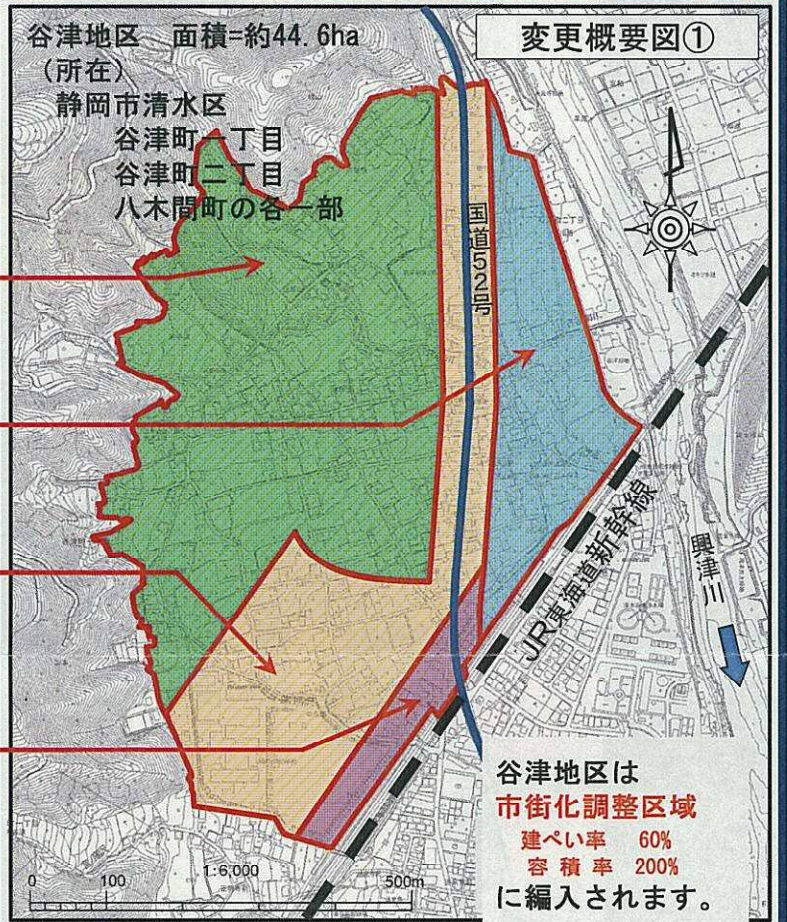 谷津地区　面積=約44.6ha
（所在）
静岡市清水区
谷津町一丁目
谷津町二丁目
八木間町の各一部
変更概要図①
国道52号
JR東海道新幹線
興津川
谷津地区は
市街化調整区域
建ぺい率　60%
容積率　200%
に編入されます。
1:6,000
0　100　500m